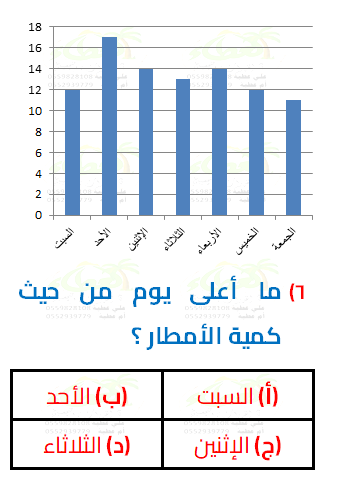 18
16
14
12
10
8
6
4
2
0
السبت الأحد الإثنين الثلاثاء الأربعاء الخميس الجمعة
٦) ما أعلى يوم من حيث
كمية الأمطار ؟
(أ) السبت (ب) الأحد
(ج) الإثنين (د) الثلاثاء